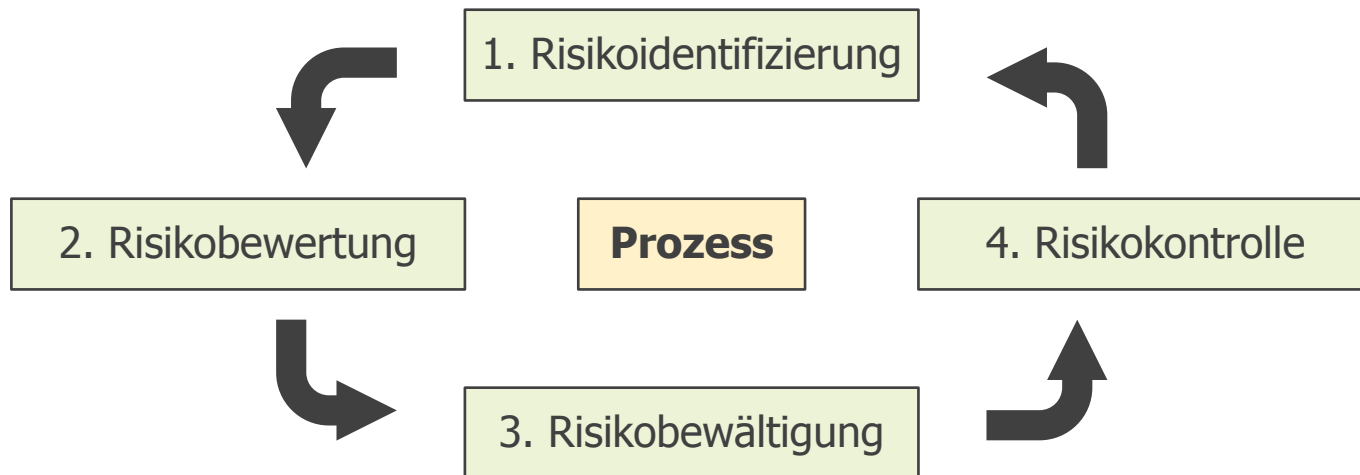 1. Risikoidentifizierung
2. Risikobewertung
Prozess
4. Risikokontrolle
3. Risikobewältigung